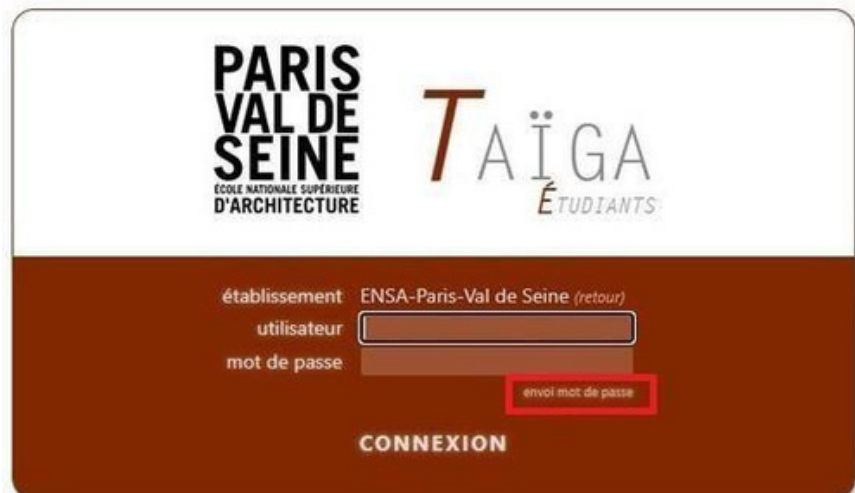 PARIS
VAL DE
SEINE
ÉCOLE NATIONALE SUPÉRIEURE
D'ARCHITECTURE
TAÏGA
ÉTUDIANTS
établissement ENSA-Paris-Val de Seine (retour)
utilisateur
mot de passe
envoi mot de passe
CONNEXION